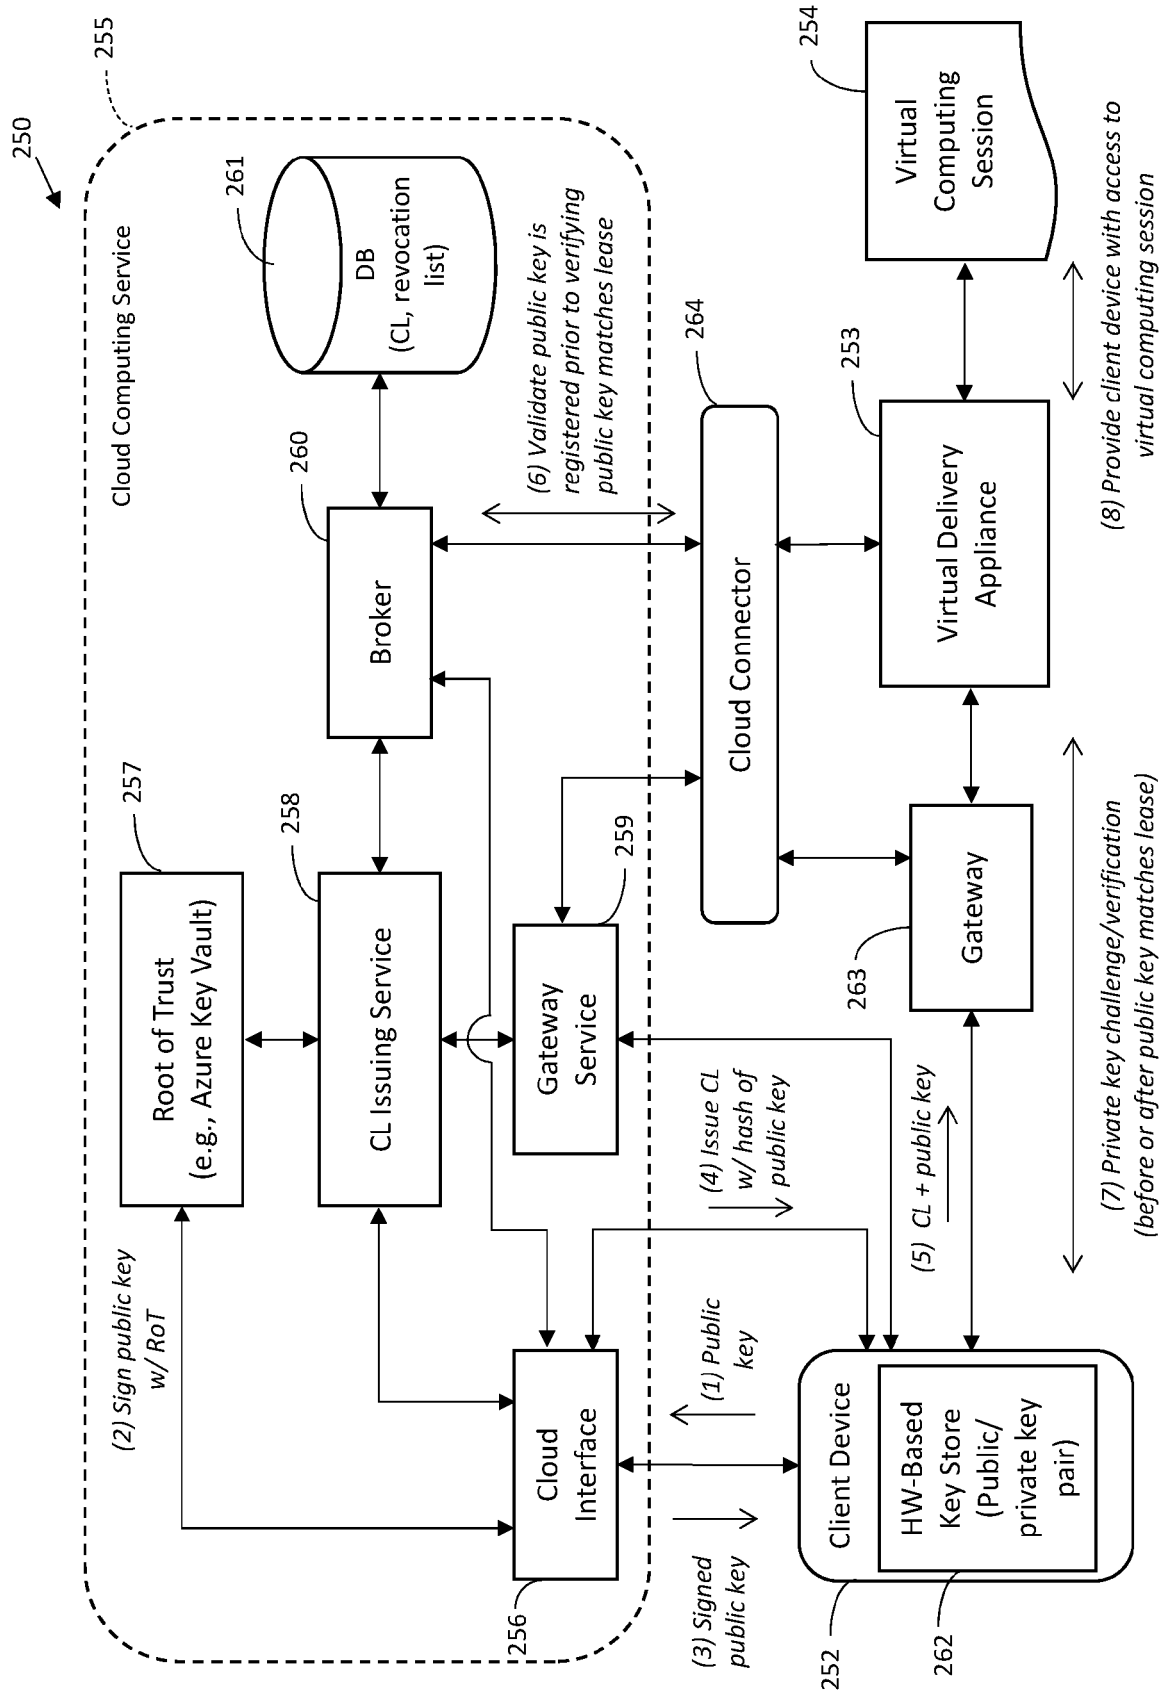 250
255
Cloud Computing Service
(2) Sign public key
w/ RoT
Root of Trust
(e.g., Azure Key Vault)
257
CL Issuing Service
258
Broker
260
DB
(CL, revocation
list)
261
Cloud
Interface
256
Gateway
Service
259
(6) Validate public key is
registered prior to verifying
public key matches lease
(3) Signed
public key
(1) Public
key
(4) Issue CL
w/ hash of
public key
Cloud Connector
264
Client Device
HW-Based
Key Store
(Public/
private key
pair)
252
262
(5) CL + public key
Gateway
263
Virtual Delivery
Appliance
253
Virtual
Computing
Session
254
(7) Private key challenge/verification
(before or after public key matches lease)
(8) Provide client device with access to
virtual computing session